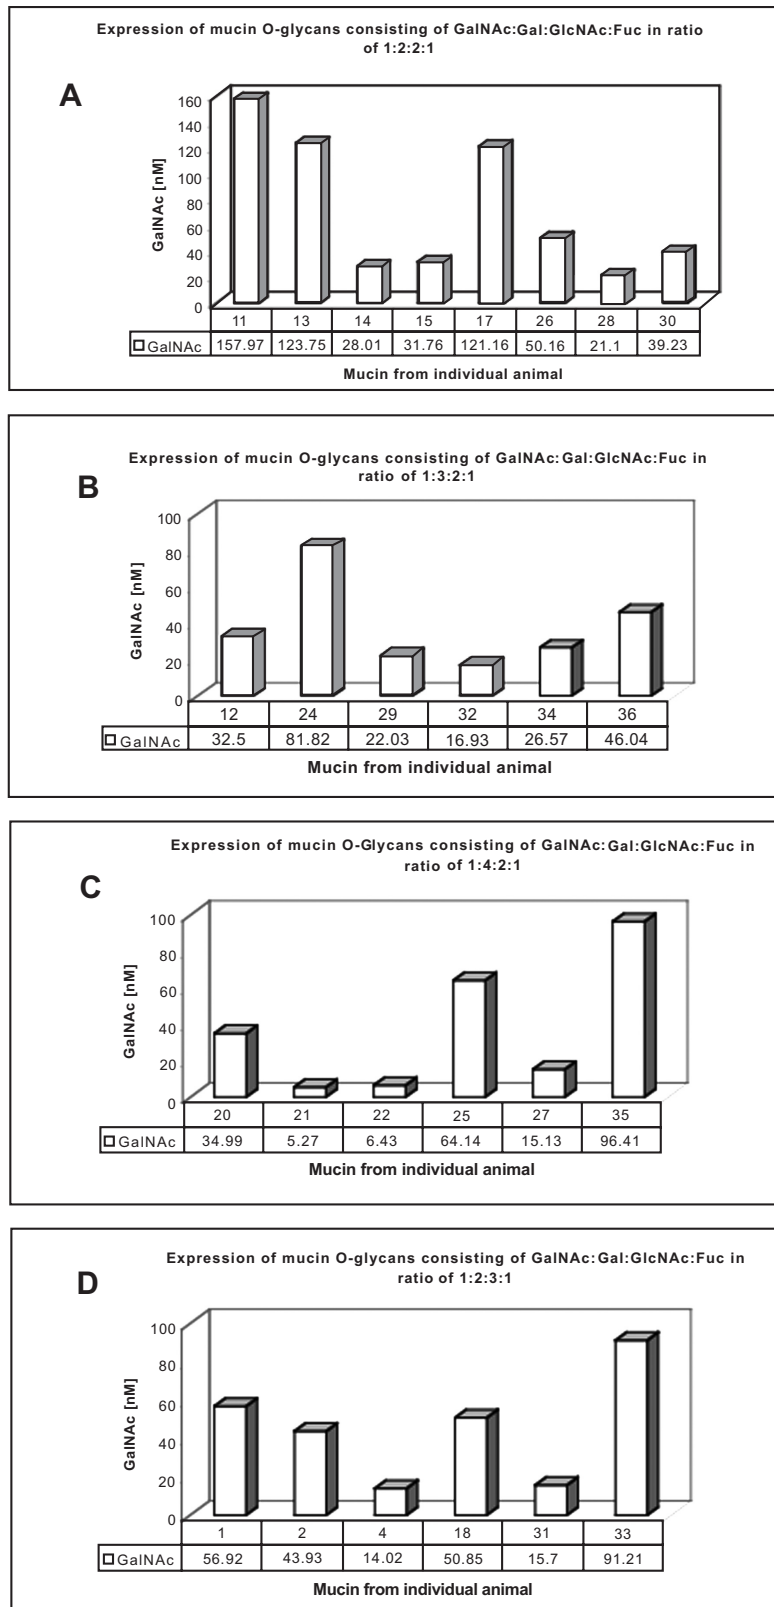 Expression of mucin O-glycans consisting of GalNAc:Gal:GlcNAc:Fuc in ratio
of 1:2:2:1
A
GalNAc [nM]
160
140
120
100
80
60
40
20
0
11 13 14 15 17 26 28 30
GalNAc 157.97 123.75 28.01 31.76 121.16 50.16 21.1 39.23
Mucin from individual animal
Expression of mucin O-glycans consisting of GalNAc:Gal:GlcNAc:Fuc in
ratio of 1:3:2:1
B
GalNAc [nM]
100
80
60
40
20
0
12 24 29 32 34 36
GalNAc 32.5 81.82 22.03 16.93 26.57 46.04
Mucin from individual animal
Expression of mucin O-Glycans consisting of GalNAc:Gal:GlcNAc:Fuc in
ratio of 1:4:2:1
C
GalNAc [nM]
100
80
60
40
20
0
20 21 22 25 27 35
GalNAc 34.99 5.27 6.43 64.14 15.13 96.41
Mucin from individual animal
Expression of mucin O-glycans consisting of GalNAc:Gal:GlcNAc:Fuc in
ratio of 1:2:3:1
D
GalNAc [nM]
100
80
60
40
20
0
1 2 4 18 31 33
GalNAc 56.92 43.93 14.02 50.85 15.7 91.21
Mucin from individual animal